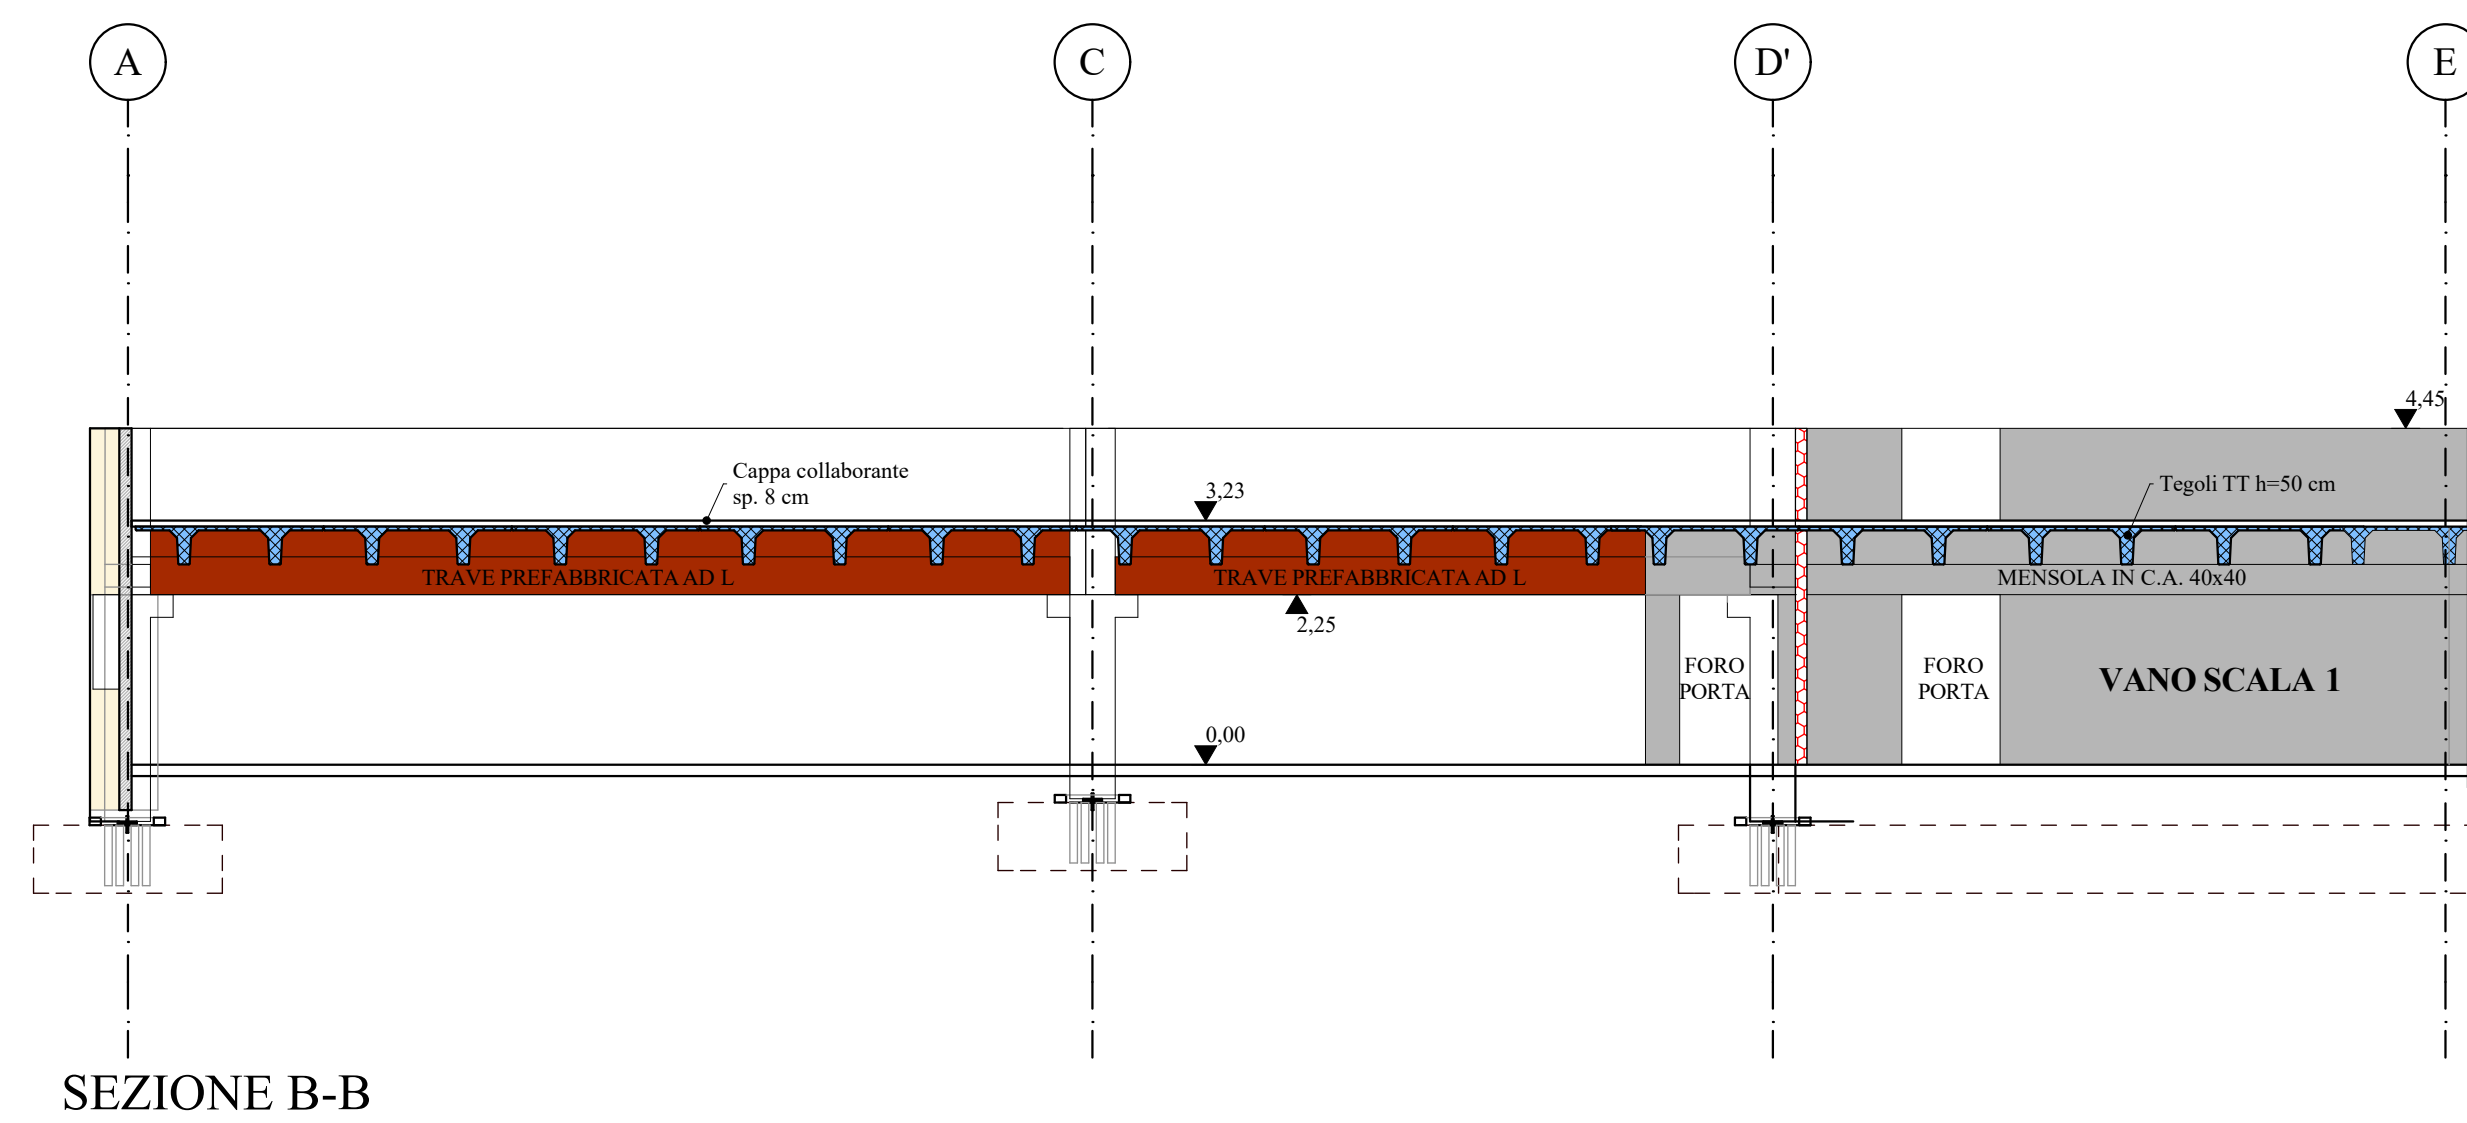 A
C
D'
E
4,45
Cappa collaborante
sp. 8 cm
3,23
Tegoli TT h=50 cm
TRAVE PREFABBRICATA AD L
TRAVE PREFABBRICATA AD L
MENSOLA IN C.A. 40x40
2,25
FORO
PORTA
FORO
PORTA
VANO SCALA 1
0,00
SEZIONE B-B